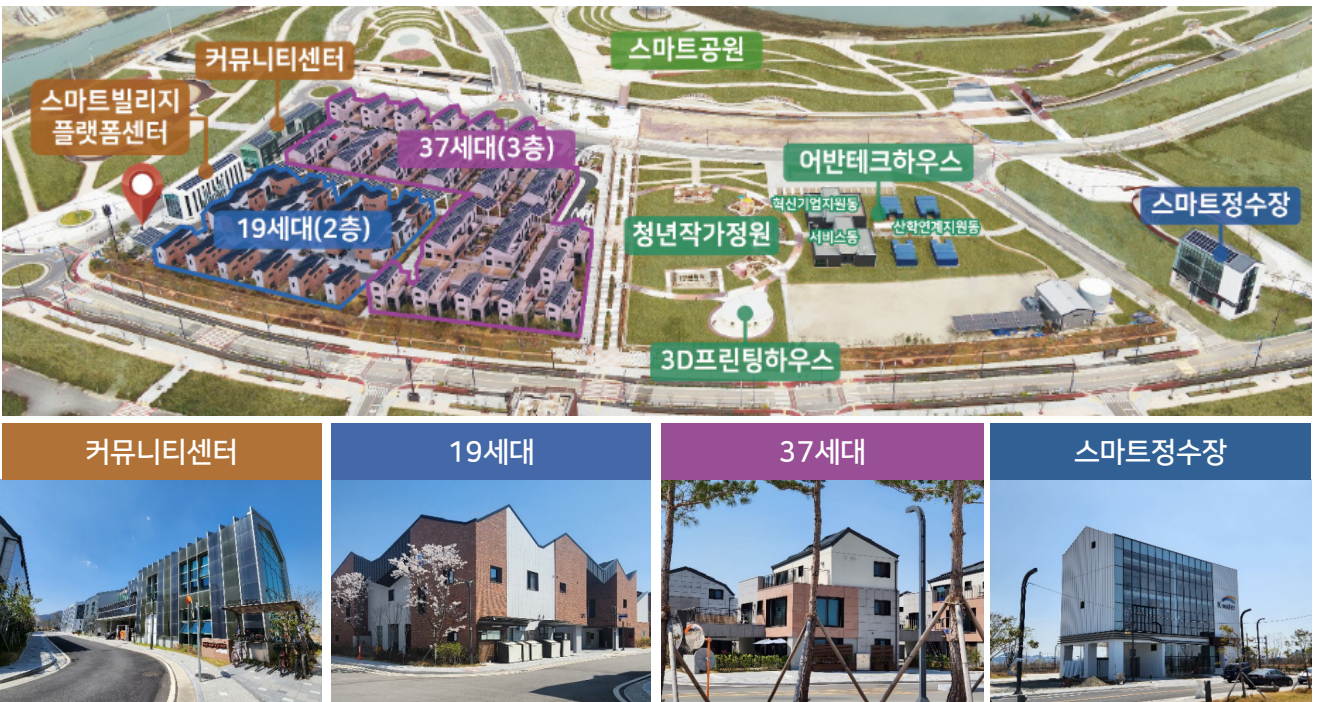 커뮤니티센터
스마트공원
스마트빌리지
플랫폼센터
37세대(3층)
어반테크하우스
혁신기업지원동
스마트정수장
19세대(2층)
청년작가정원
서비스동
산학연계지원동
3D프린팅하우스
커뮤니티센터
19세대
37세대
스마트정수장
K water